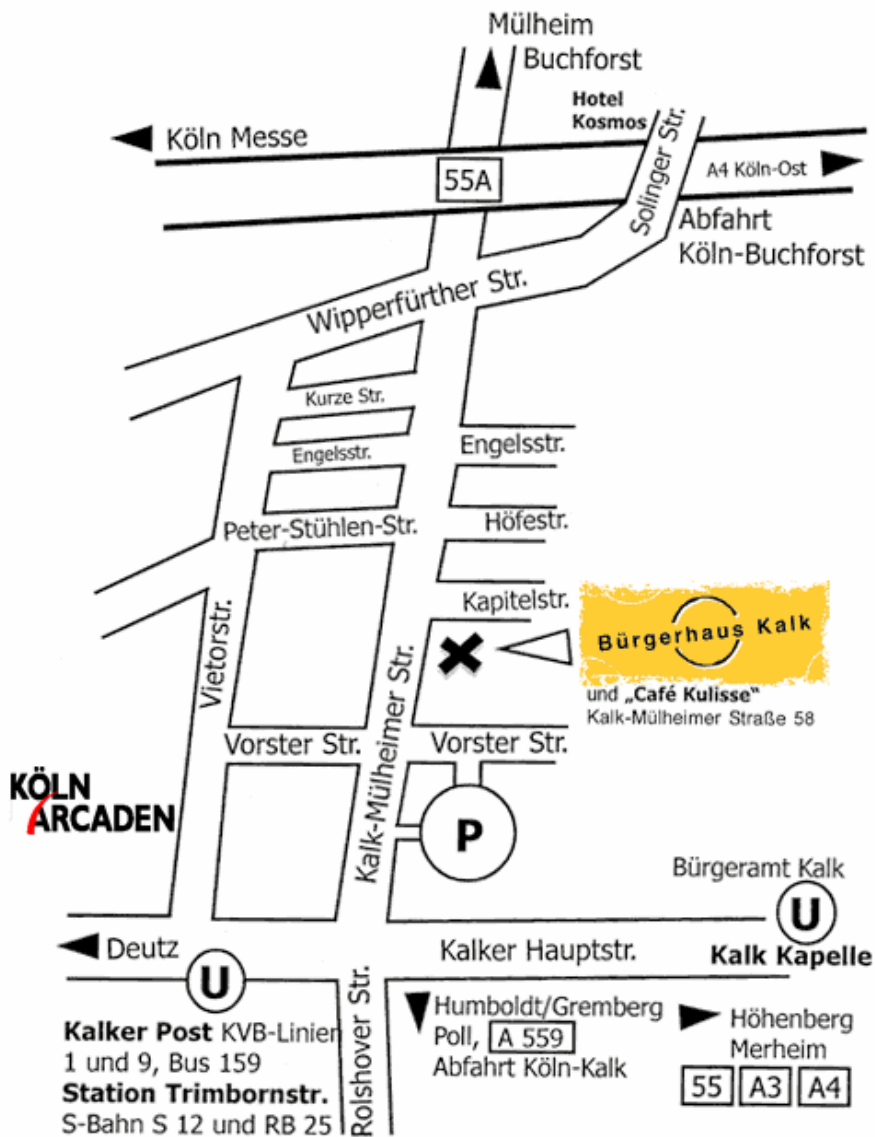 Mülheim
Buchforst
Hotel
Kosmos
Solinger Str.
Köln Messe
55A
A4 Köln-Ost
Abfahrt
Köln-Buchforst
Wipperfürther Str.
Kurze Str.
Engelsstr.
Engelsstr.
Peter-Stühlen-Str.
Höfestr.
Kapitelstr.
Bürgerhaus Kalk
und „Café Kulisse“
Kalk-Mülheimer Straße 58
Vietorstr.
Kalk-Mülheimer Str.
Vorster Str.
Vorster Str.
KÖLN
ARCADEN
P
Bürgeramt Kalk
U
Kalk Kapelle
Deutz
Kalker Hauptstr.
U
Rolshover Str.
Kalker Post KVB-Linien
1 und 9, Bus 159
Station Trimbornstr.
S-Bahn S 12 und RB 25
Humboldt/Gremberg
Poll, A 559
Abfahrt Köln-Kalk
Höhenberg
Merheim
55 A3 A4